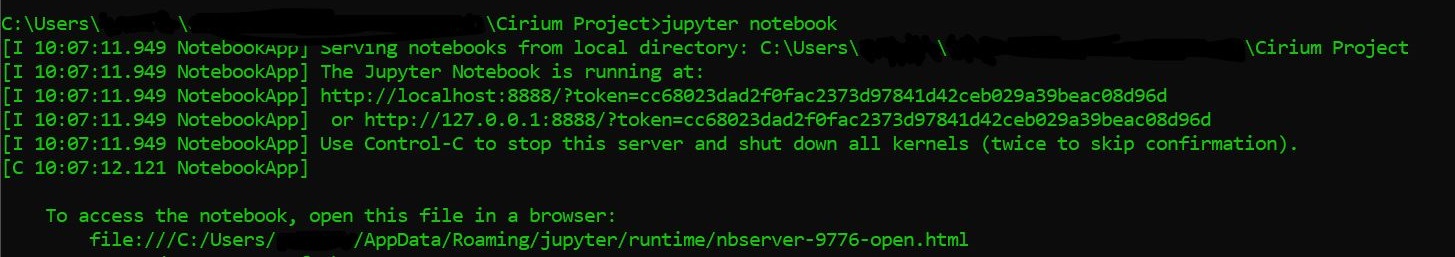 C:\Users\ \ \Cirium Project>jupyter notebook
[I 10:07:11.949 NotebookApp] Serving notebooks from local directory: C:\Users\ \ \Cirium Project
[I 10:07:11.949 NotebookApp] The Jupyter Notebook is running at:
[I 10:07:11.949 NotebookApp] http://localhost:8888/?token=cc68023dad2f0fac2373d97841d42ceb029a39beac08d96d
[I 10:07:11.949 NotebookApp]  or http://127.0.0.1:8888/?token=cc68023dad2f0fac2373d97841d42ceb029a39beac08d96d
[I 10:07:11.949 NotebookApp] Use Control-C to stop this server and shut down all kernels (twice to skip confirmation).
[C 10:07:12.121 NotebookApp]
To access the notebook, open this file in a browser:
file:///C:/Users/ /AppData/Roaming/jupyter/runtime/nbserver-9776-open.html